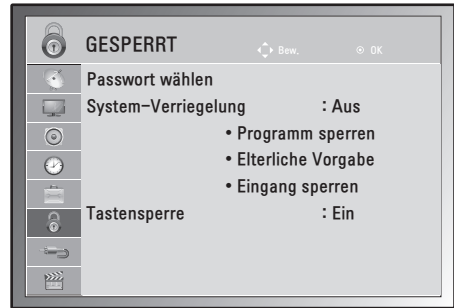 GESPERRT Bew. OK
Passwort wählen
System-Verriegelung : Aus
• Programm sperren
• Elterliche Vorgabe
• Eingang sperren
Tastensperre : Ein